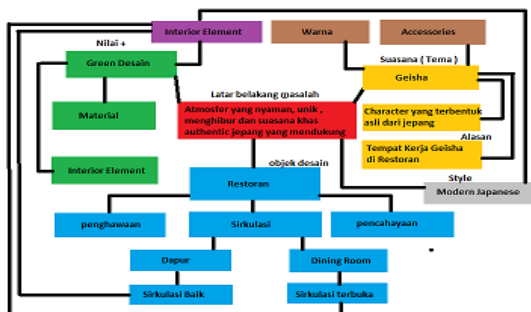 Interior Element
Warna
Accessories
Nilai +
Suasana ( Tema )
Green Desain
Geisha
Latar belakang masalah
Material
Atmosfer yang nyaman, unik ,
menghibur dan suasana khas
authentic jepang yang mendukung
Character yang terbentuk
asli dari jepang
Alasan
Tempat Kerja Geisha
di Restoran
Interior Element
objek desain
Restoran
Style
Modern Japanese
penghawaan
Sirkulasi
pencahayaan
Dapur
Dining Room
Sirkulasi Baik
Sirkulasi terbuka